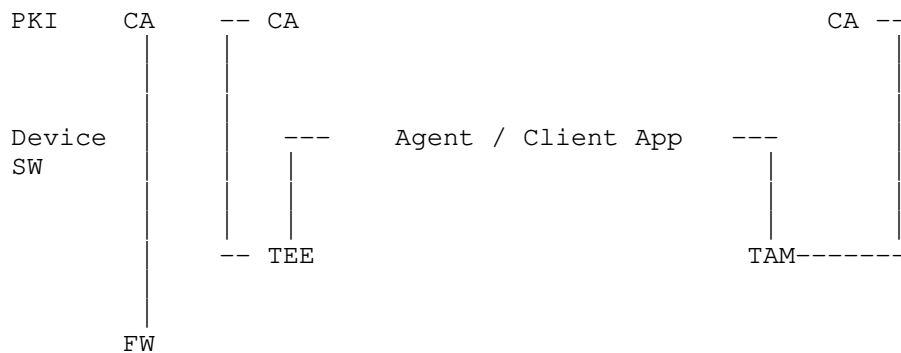 PKI CA -- CA CA --
Device --- Agent / Client App ---
SW
-- TEE TAM-------
FW